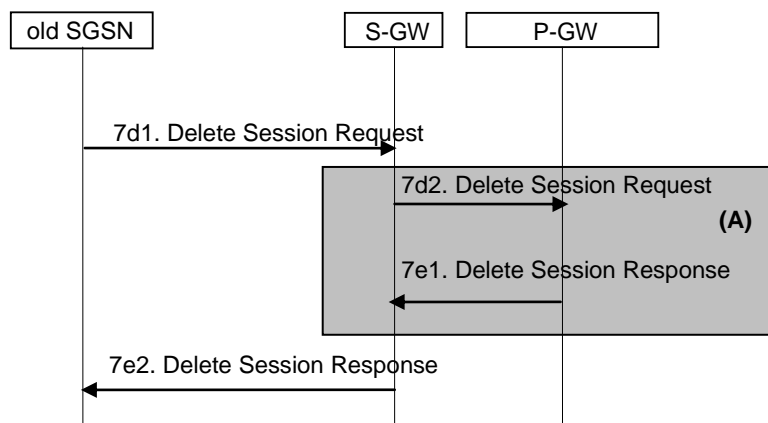 old SGSN
S-GW
P-GW
7d1. Delete Session Request
7d2. Delete Session Request
(A)
7e1. Delete Session Response
7e2. Delete Session Response